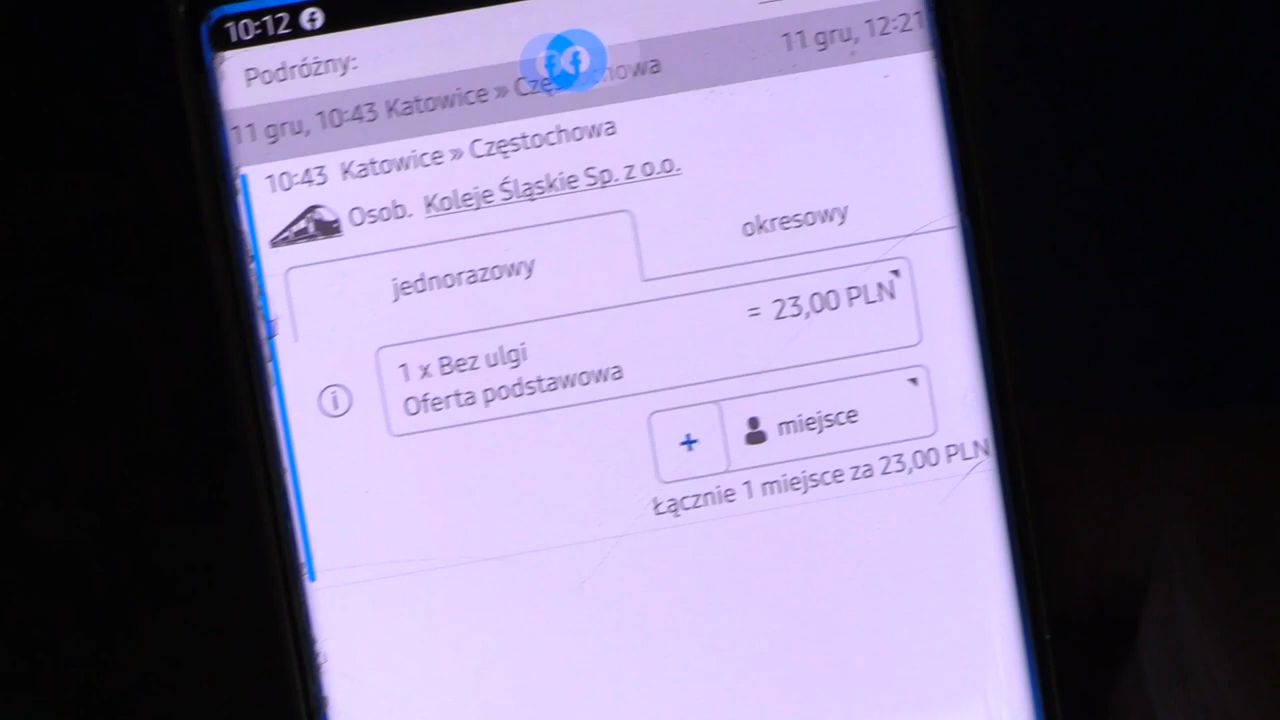 10:12
Podróżny:
11 gru, 10:43 Katowice » Częstochowa 11 gru, 12:21
10:43 Katowice » Częstochowa
Osob. Koleje Śląskie Sp. z o.o.
jednorazowy okresowy
1 x Bez ulgi = 23,00 PLN
Oferta podstawowa
+ miejsce
Łącznie 1 miejsce za 23,00 PLN